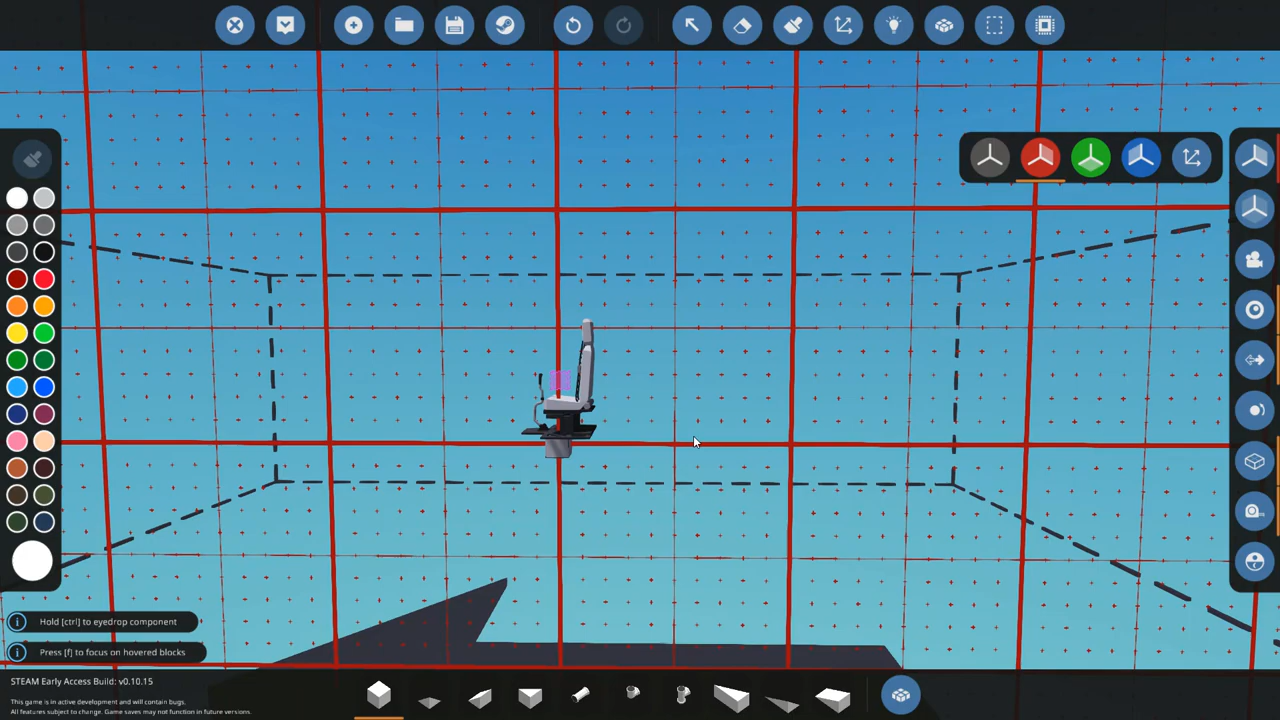 Hold [ctrl] to eyedrop component
Press [f] to focus on hovered blocks
STEAM Early Access Build: v0.10.15
This game is in active development and will contain bugs.
All features subject to change. Game saves may not function in future versions.